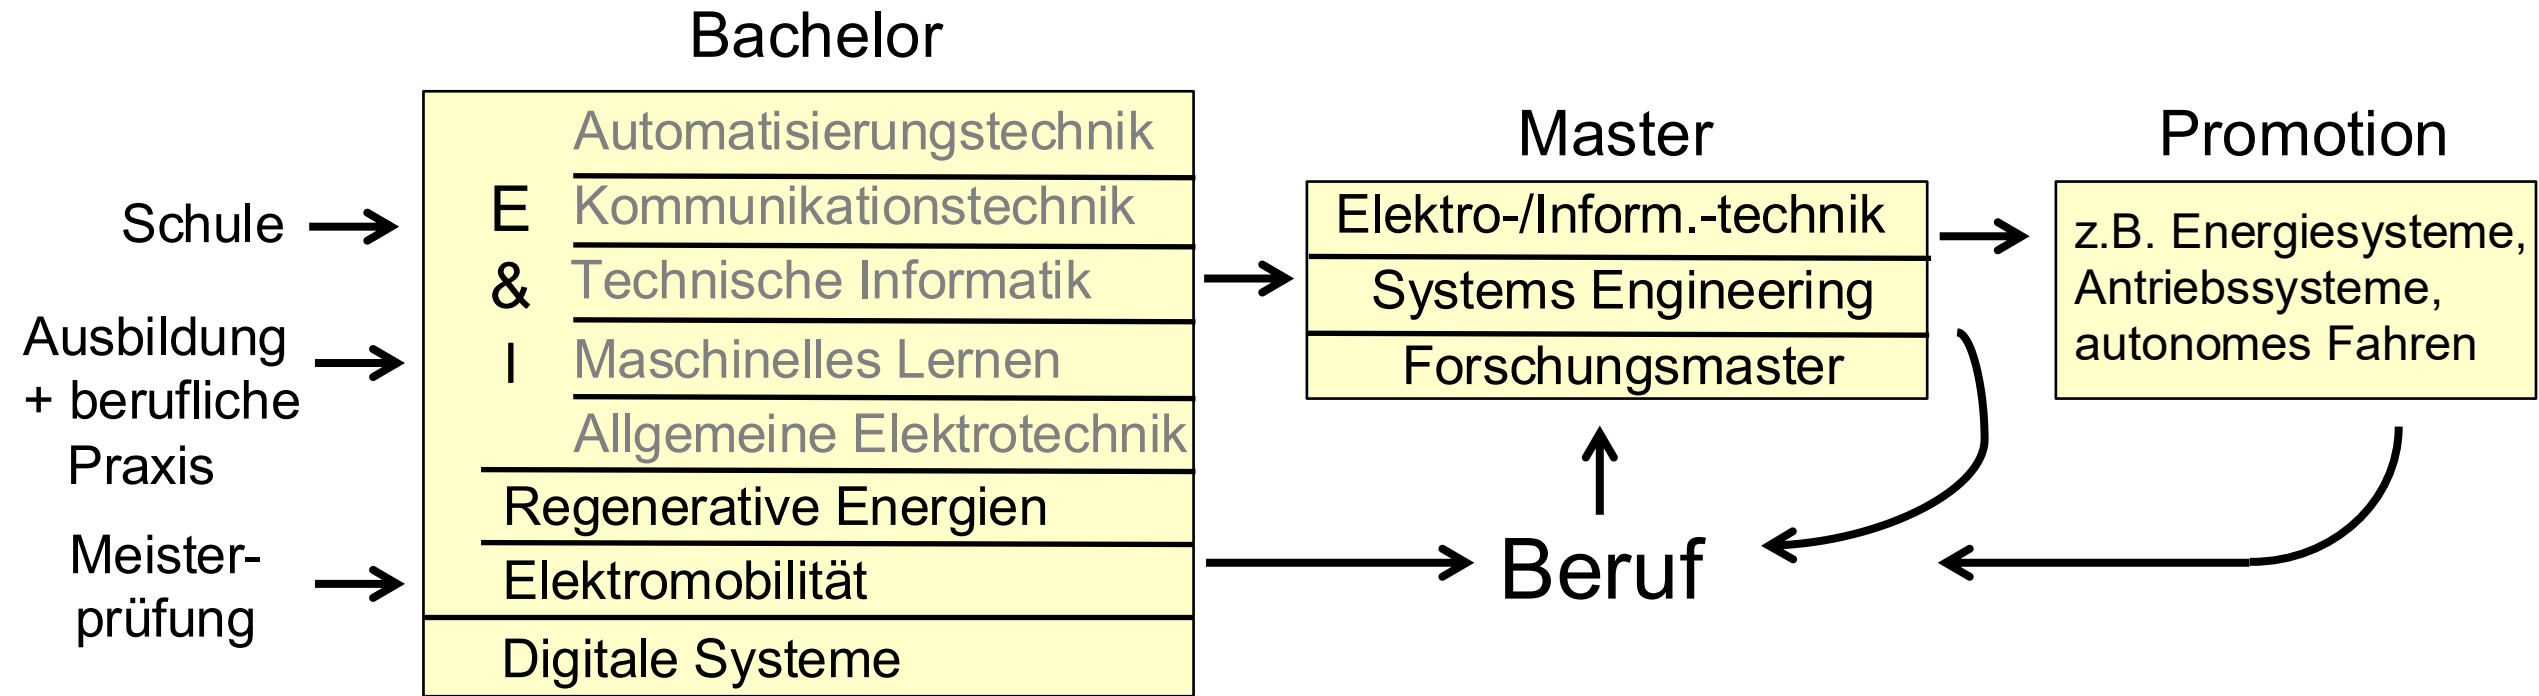 Bachelor
Schule
Ausbildung
+ berufliche
Praxis
Meister-
prüfung
E
&
I
Automatisierungstechnik
Kommunikationstechnik
Technische Informatik
Maschinelles Lernen
Allgemeine Elektrotechnik
Regenerative Energien
Elektromobilität
Digitale Systeme
Master
Elektro-/Inform.-technik
Systems Engineering
Forschungsmaster
Beruf
Promotion
z.B. Energiesysteme,
Antriebssysteme,
autonomes Fahren